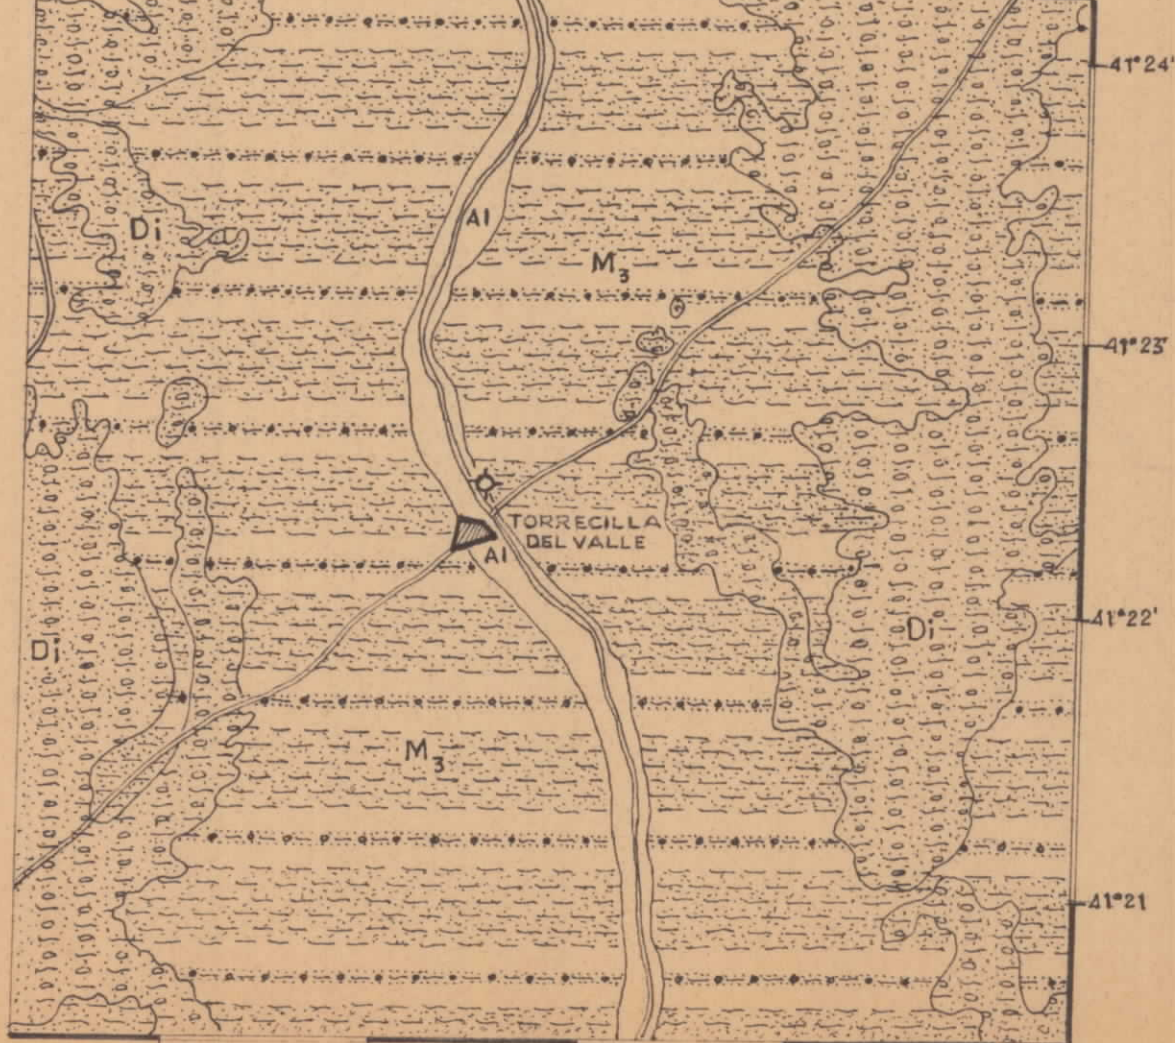 41°24'
Al
Di
M3
41°23'
TORRECILLA
DEL VALLE
Al
41°22'
Di
Di
M3
41°21